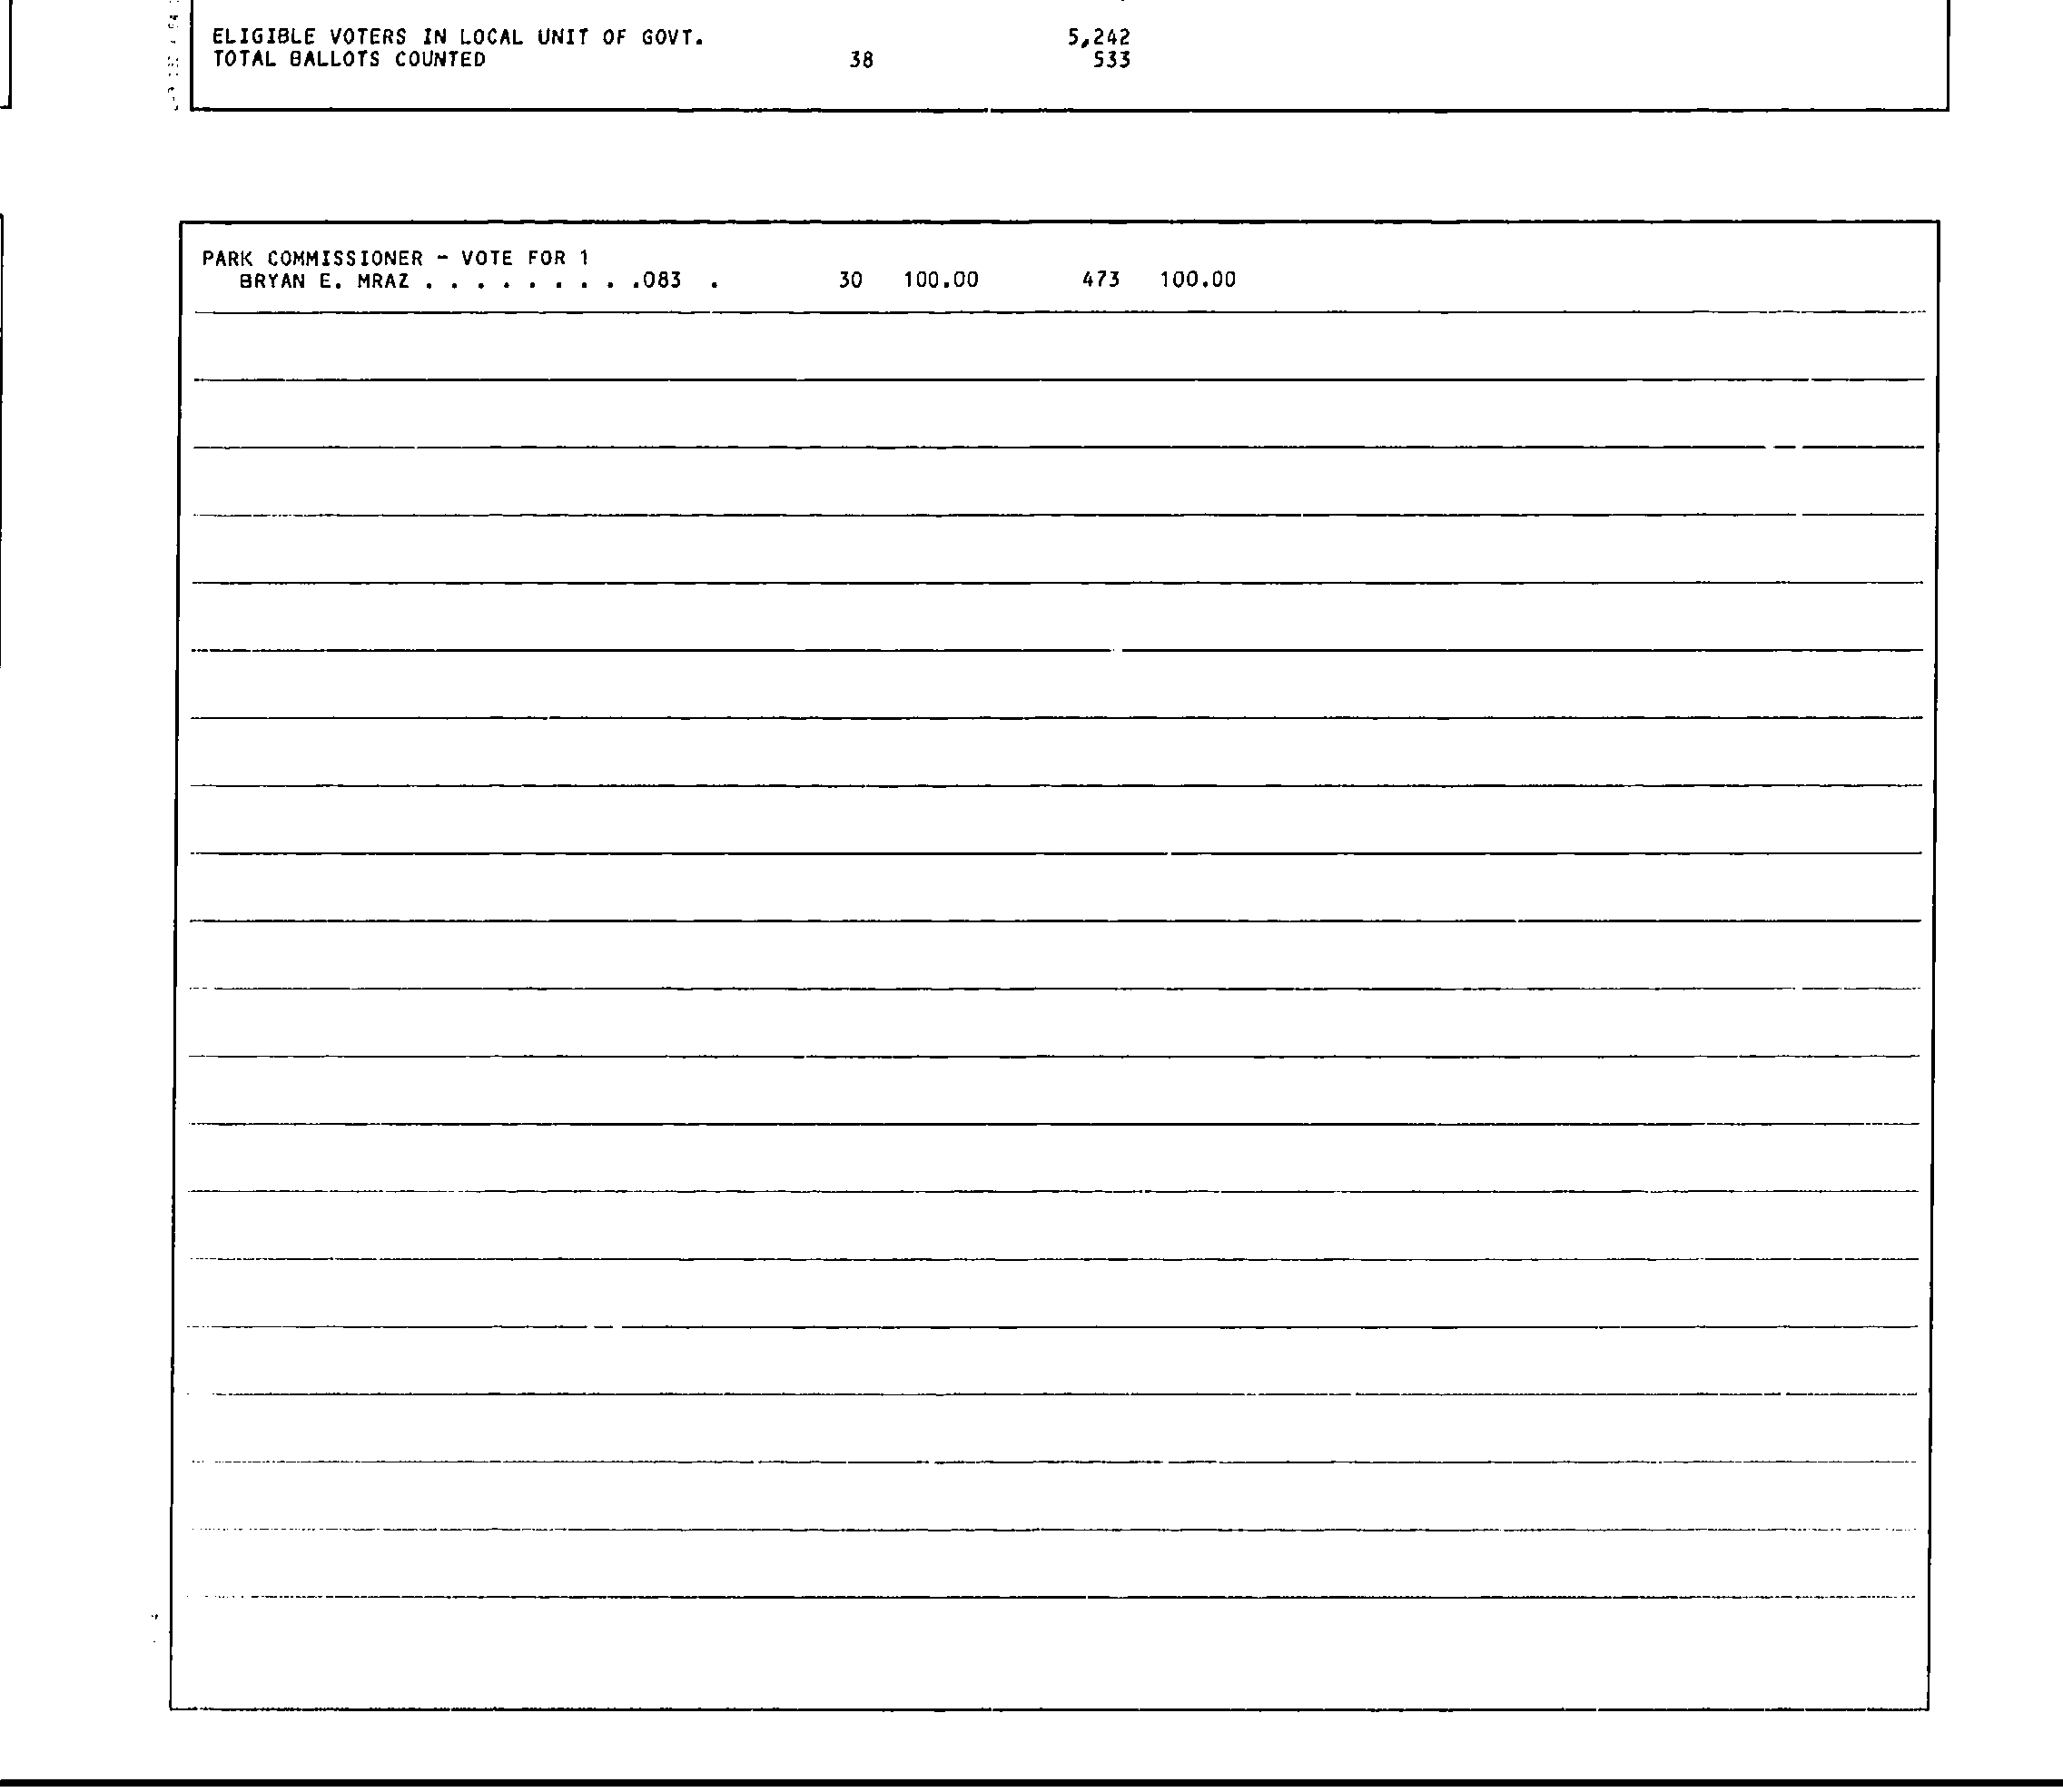 ELIGIBLE VOTERS IN LOCAL UNIT OF GOVT. 5,242
TOTAL BALLOTS COUNTED 38 533
PARK COMMISSIONER - VOTE FOR 1
BRYAN E. MRAZ . . . . . . . . .083 . 30 100.00 473 100.00